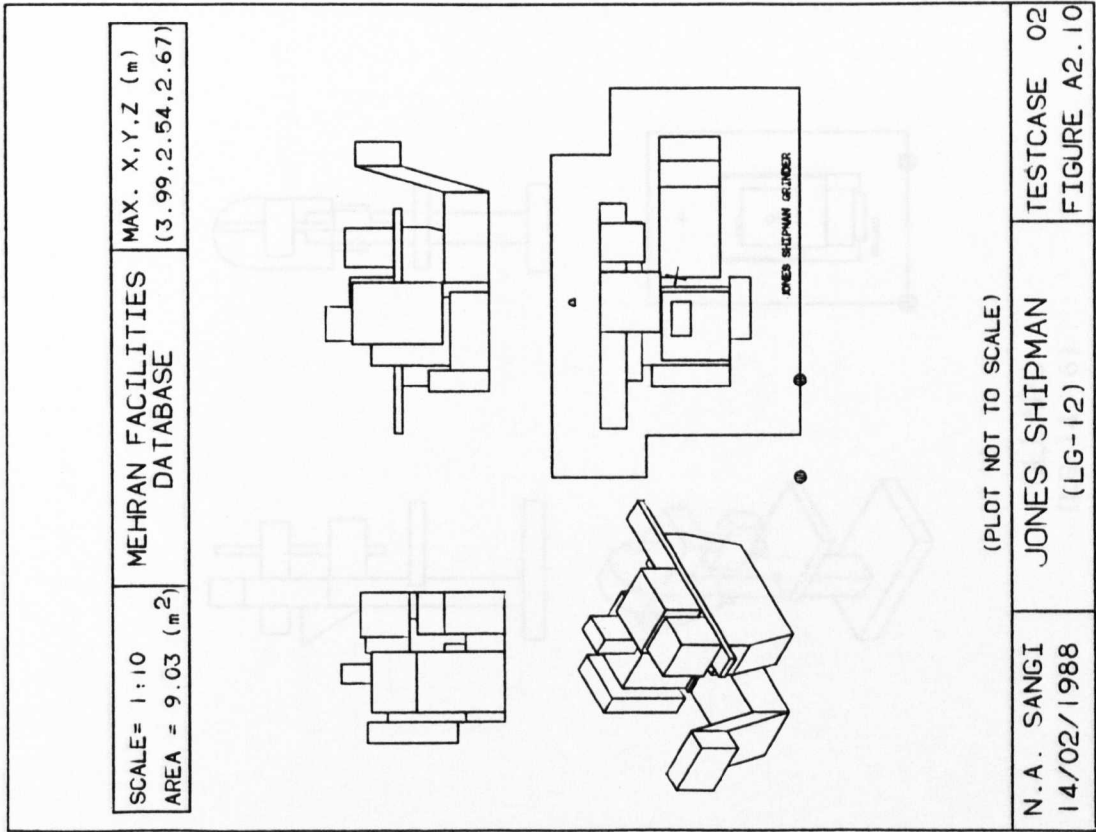 SCALE= 1:10
AREA = 9.03 (m2)
MEHRAN FACILITIES
DATABASE
MAX. X,Y,Z (m)
(3.99,2.54,2.67)
JONES SHIPMAN GRINDER
(PLOT NOT TO SCALE)
N.A. SANGI
14/02/1988
JONES SHIPMAN
(LG-12)
TESTCASE 02
FIGURE A2.10